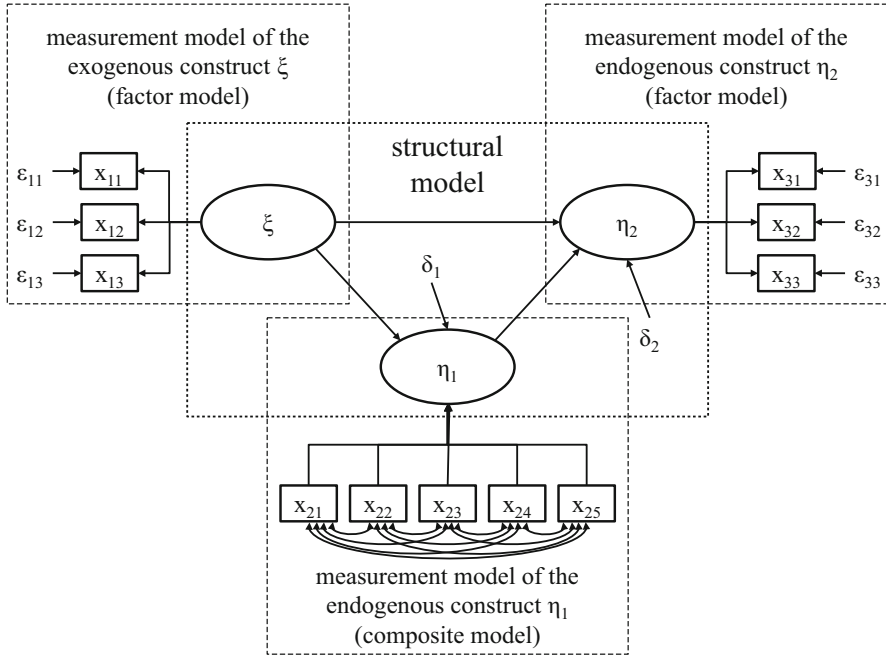 measurement model of the
exogenous construct ξ
(factor model)
measurement model of the
endogenous construct η₂
(factor model)
structural
model
ε₁₁ x₁₁
ε₁₂ x₁₂
ε₁₃ x₁₃
ξ
η₂
x₃₁ ε₃₁
x₃₂ ε₃₂
x₃₃ ε₃₃
δ₁
δ₂
η₁
x₂₁ x₂₂ x₂₃ x₂₄ x₂₅
measurement model of the
endogenous construct η₁
(composite model)